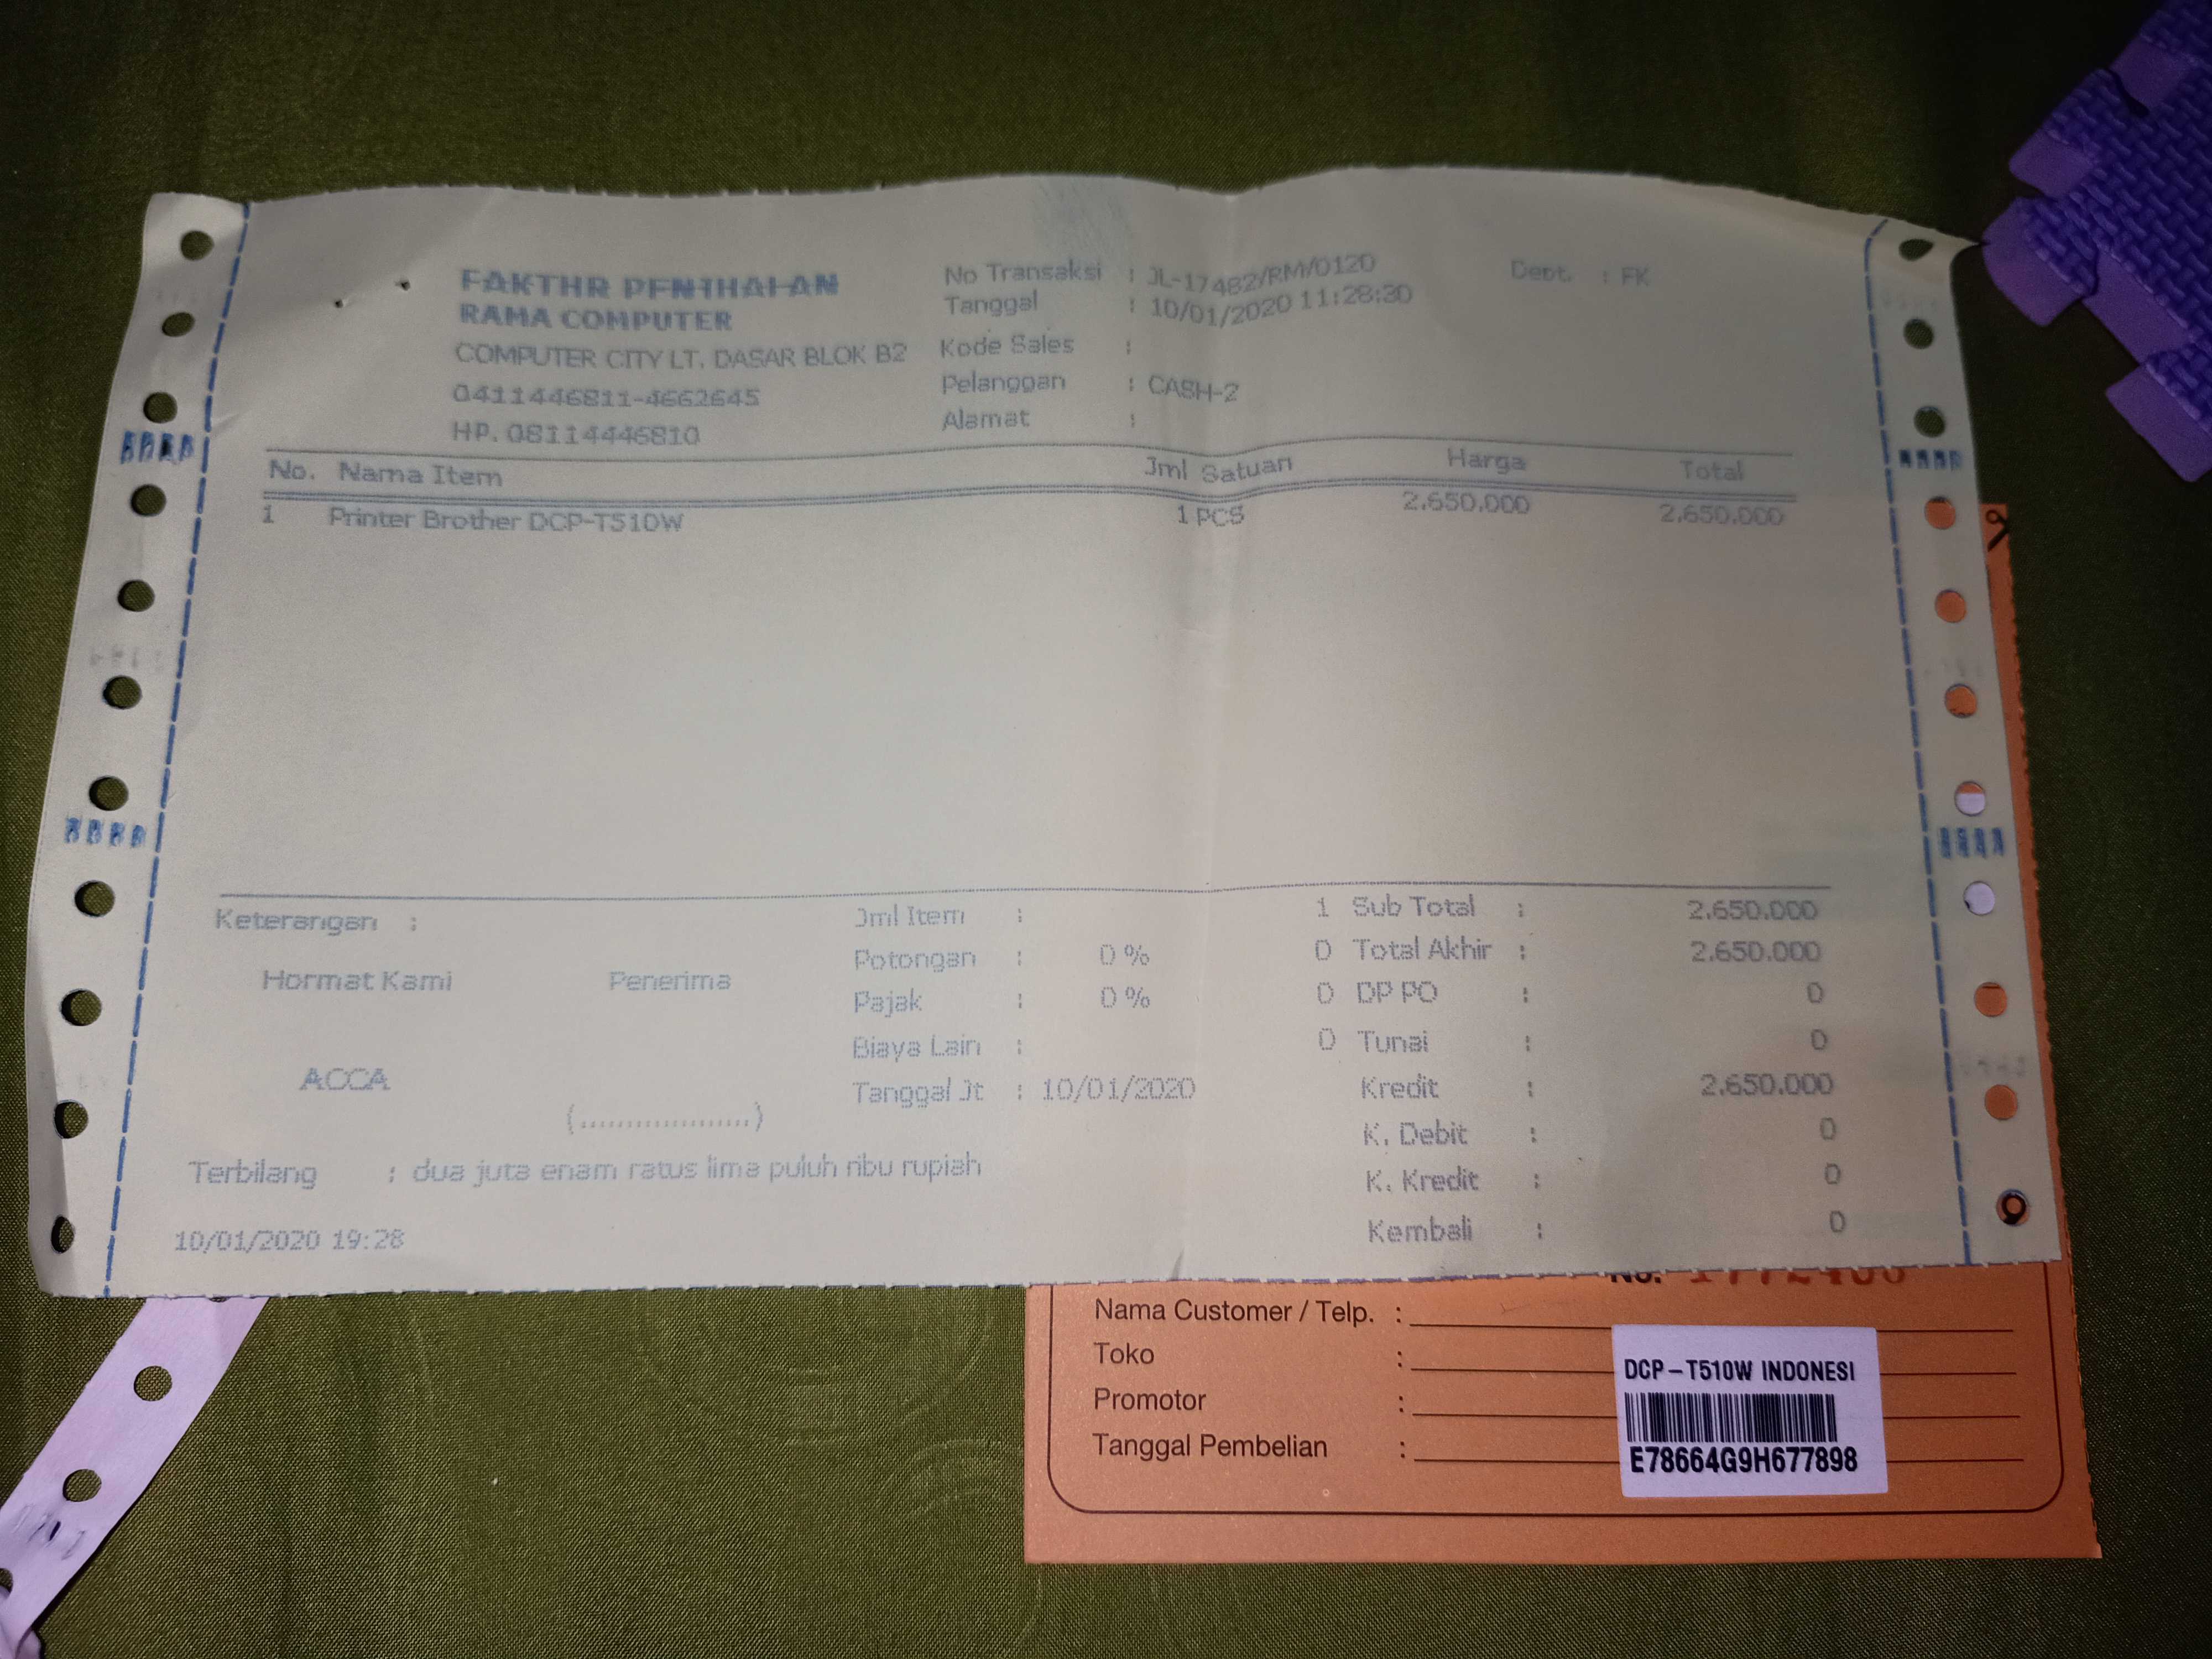 FAKTUR PENJUALAN
RAMA COMPUTER
COMPUTER CITY LT. DASAR BLOK B2
0411446811-4662645
HP. 08114446810
No Transaksi : JL-17482/RM/0120
Dept. : FK
Tanggal : 10/01/2020 11:28:30
Kode Sales :
Pelanggan : CASH-2
Alamat :
No. Nama Item Jml Satuan Harga Total
1 Printer Brother DCP-T510W 1 PCS 2.650.000 2.650.000
Keterangan :
Hormat Kami Penerima
ACCA
(...................)
Jml Item : 1
Potongan : 0 % 0
Pajak : 0 % 0
Biaya Lain : 0
Tanggal Jt : 10/01/2020
Sub Total : 2.650.000
Total Akhir : 2.650.000
DP PO : 0
Tunai : 0
Kredit : 2.650.000
K. Debit : 0
K. Kredit : 0
Kembali : 0
Terbilang : dua juta enam ratus lima puluh ribu rupiah
10/01/2020 19:28
No.
Nama Customer / Telp. :
Toko :
Promotor :
Tanggal Pembelian :
DCP-T510W INDONESI
E78664G9H677898